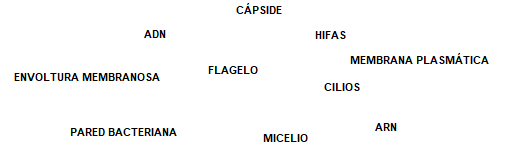 CÁPSIDE
ADN
HIFAS
MEMBRANA PLASMÁTICA
FLAGELO
ENVOLTURA MEMBRANOSA
CILIOS
ARN
PARED BACTERIANA
MICELIO